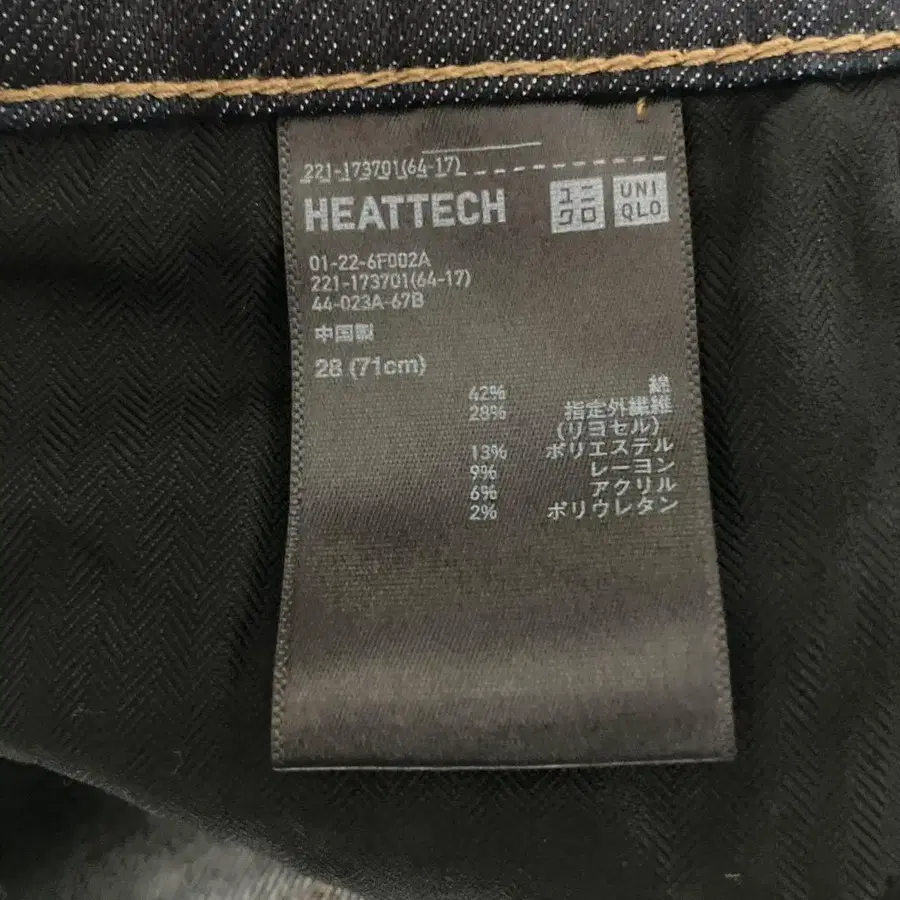 221-173701(64-17)
HEATTECH
ユニ
クロ
UNI
QLO
01-22-6F002A
221-173701(64-17)
44-023A-67B
中国製
28 (71cm)
42% 綿
28% 指定外繊維
(リヨセル)
13% ポリエステル
9% レーヨン
6% アクリル
2% ポリウレタン